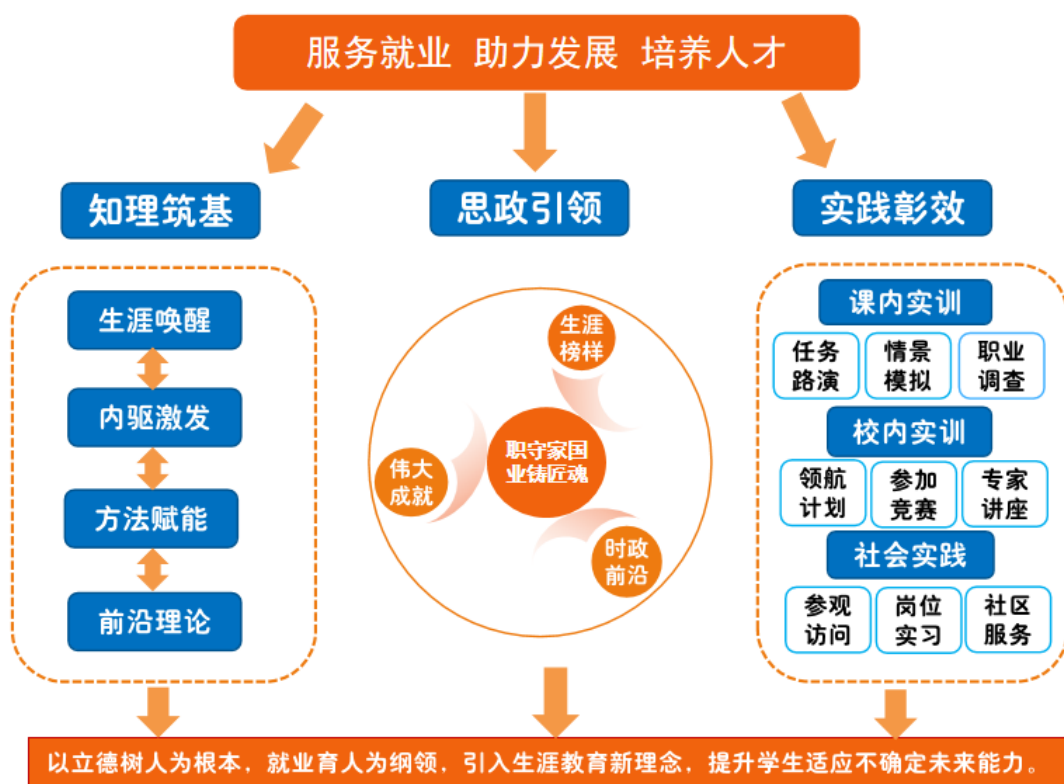 服务就业 助力发展 培养人才
知理筑基
思政引领
实践彰效
生涯唤醒
内驱激发
方法赋能
前沿理论
生涯
榜样
职守家国
业铸匠魂
伟大
成就
时政
前沿
课内实训
任务
路演
情景
模拟
职业
调查
校内实训
领航
计划
参加
竞赛
专家
讲座
社会实践
参观
访问
岗位
实习
社区
服务
以立德树人为根本，就业育人为纲领，引入生涯教育新理念，提升学生适应不确定未来能力。